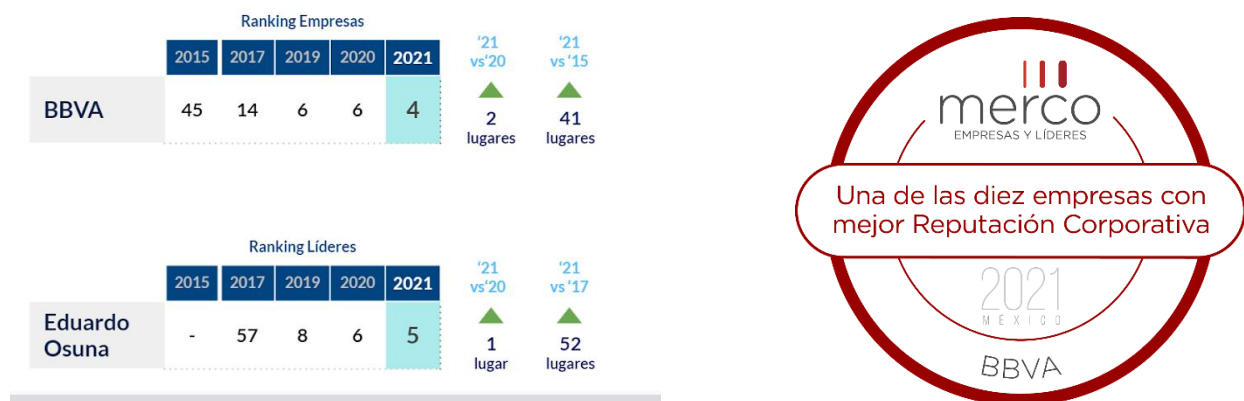 Ranking Empresas
2015 2017 2019 2020 2021 '21 vs'20 '21 vs '15
BBVA 45 14 6 6 4 2 lugares 41 lugares
Ranking Líderes
2015 2017 2019 2020 2021 '21 vs'20 '21 vs '17
Eduardo Osuna - 57 8 6 5 1 lugar 52 lugares
merco
EMPRESAS Y LÍDERES
Una de las diez empresas con
mejor Reputación Corporativa
2021
MÉXICO
BBVA